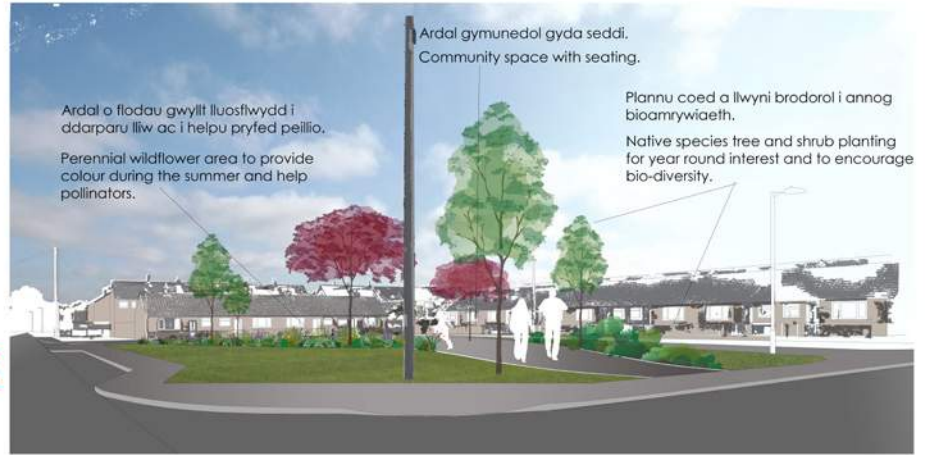 Ardal gymunedol gyda seddi.
Community space with seating.
Ardal o flodau gwyllt lluosflwydd i
ddarparu lliw ac i helpu pryfed peillio.
Perennial wildflower area to provide
colour during the summer and help
pollinators.
Plannu coed a llwyni brodorol i annog
bioamrywiaeth.
Native species tree and shrub planting
for year round interest and to encourage
bio-diversity.